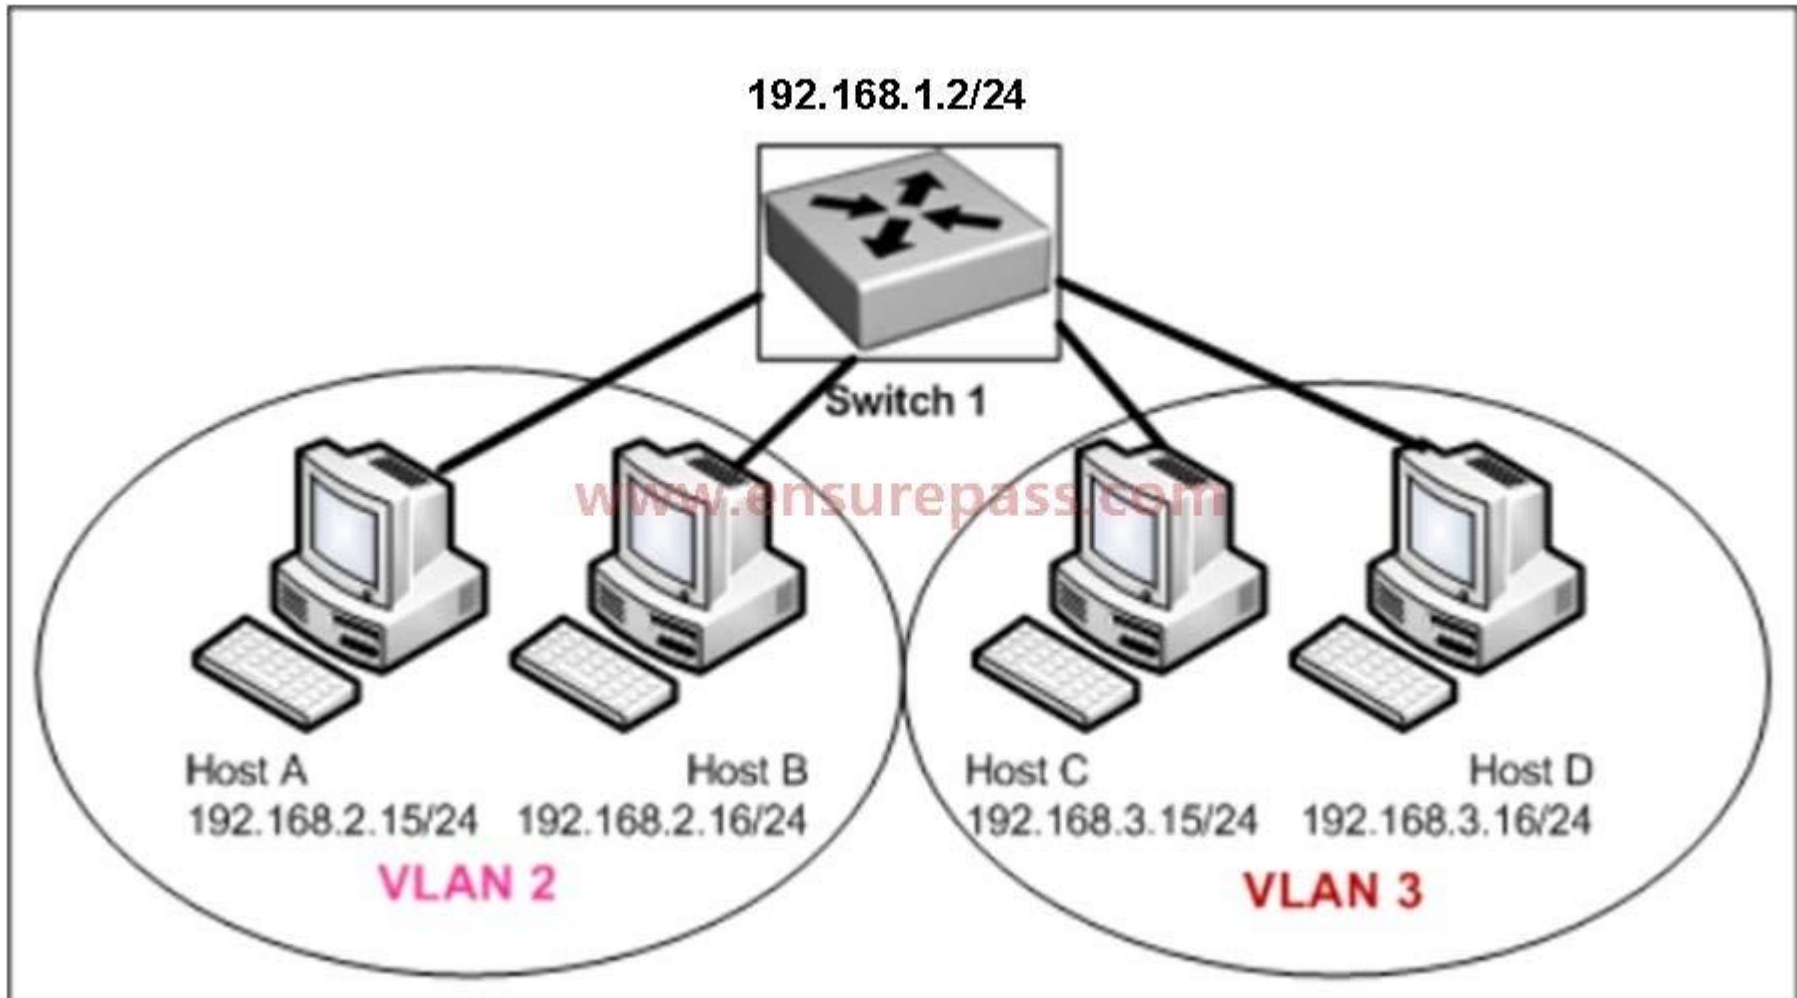 192.168.1.2/24
Switch 1
www.ensurepass.com
Host A
192.168.2.15/24
Host B
192.168.2.16/24
VLAN 2
Host C
192.168.3.15/24
Host D
192.168.3.16/24
VLAN 3